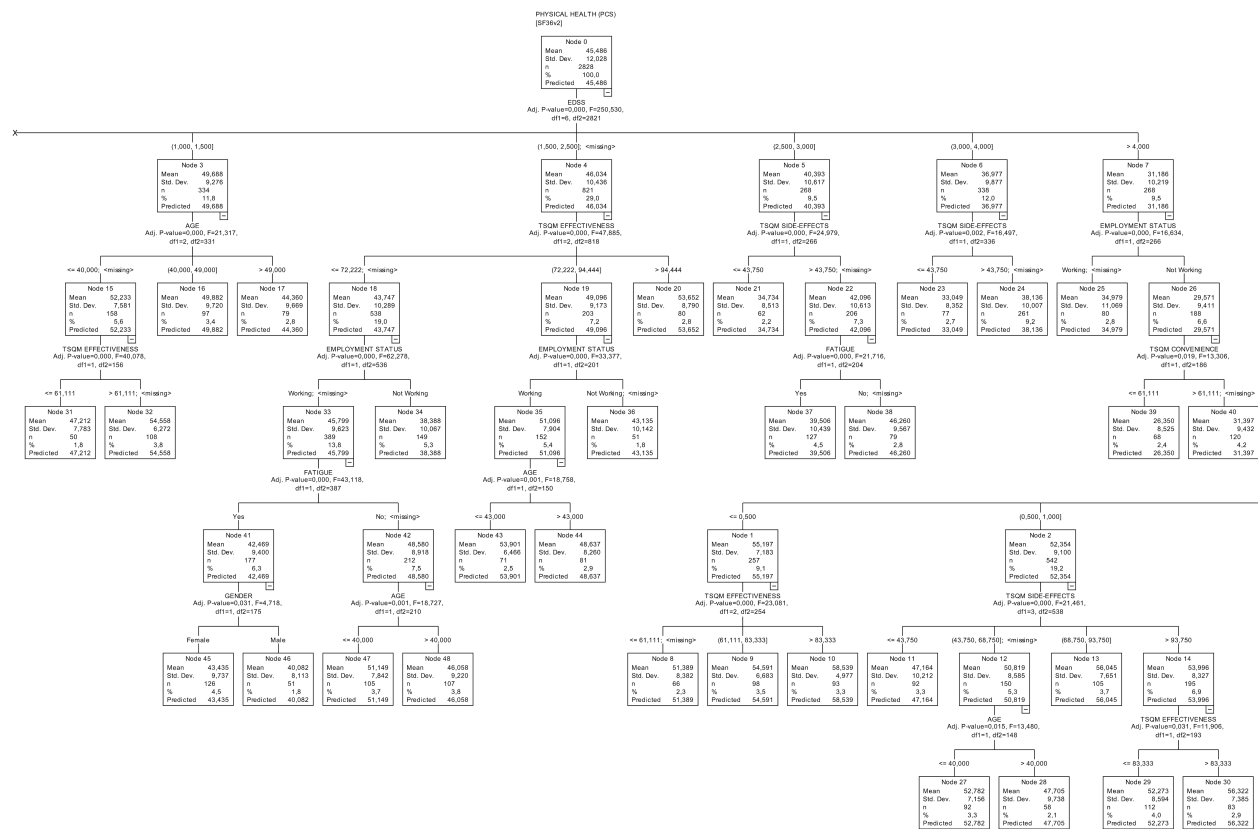 PHYSICAL HEALTH (PCS)
[SF36v2]
Node 0
Mean 45,486
Std. Dev. 12,028
n 2828
% 100,0
Predicted 45,486
EDSS
Adj. P-value=0,000, F=250,530,
df1=6, df2=2821
X
(1,000, 1,500]
(1,500, 2,500]; <missing>
(2,500, 3,000]
(3,000, 4,000]
> 4,000
Node 3
Mean 49,688
Std. Dev. 9,276
n 334
% 11,8
Predicted 49,688
AGE
Adj. P-value=0,000, F=21,317,
df1=2, df2=331
Node 4
Mean 46,034
Std. Dev. 10,436
n 821
% 29,0
Predicted 46,034
TSQM EFFECTIVENESS
Adj. P-value=0,000, F=47,885,
df1=2, df2=818
Node 5
Mean 40,393
Std. Dev. 10,617
n 268
% 9,5
Predicted 40,393
TSQM SIDE-EFFECTS
Adj. P-value=0,000, F=24,979,
df1=1, df2=266
Node 6
Mean 36,977
Std. Dev. 9,877
n 338
% 12,0
Predicted 36,977
TSQM SIDE-EFFECTS
Adj. P-value=0,002, F=16,497,
df1=1, df2=336
Node 7
Mean 31,186
Std. Dev. 10,219
n 268
% 9,5
Predicted 31,186
EMPLOYMENT STATUS
Adj. P-value=0,000, F=16,634,
df1=1, df2=266
<= 40,000; <missing>
(40,000, 49,000]
> 49,000
<= 72,222; <missing>
(72,222, 94,444]
> 94,444
<= 43,750
> 43,750; <missing>
<= 43,750
> 43,750; <missing>
Working; <missing>
Not Working
Node 15
Mean 52,233
Std. Dev. 7,581
n 158
% 5,6
Predicted 52,233
TSQM EFFECTIVENESS
Adj. P-value=0,000, F=40,078,
df1=1, df2=156
Node 16
Mean 49,882
Std. Dev. 9,720
n 97
% 3,4
Predicted 49,882
Node 17
Mean 44,360
Std. Dev. 9,669
n 79
% 2,8
Predicted 44,360
Node 18
Mean 43,747
Std. Dev. 10,289
n 538
% 19,0
Predicted 43,747
EMPLOYMENT STATUS
Adj. P-value=0,000, F=62,278,
df1=1, df2=536
Node 19
Mean 49,096
Std. Dev. 9,173
n 203
% 7,2
Predicted 49,096
EMPLOYMENT STATUS
Adj. P-value=0,000, F=33,377,
df1=1, df2=201
Node 20
Mean 53,652
Std. Dev. 8,790
n 80
% 2,8
Predicted 53,652
Node 21
Mean 34,734
Std. Dev. 8,513
n 62
% 2,2
Predicted 34,734
Node 22
Mean 42,096
Std. Dev. 10,613
n 206
% 7,3
Predicted 42,096
FATIGUE
Adj. P-value=0,000, F=21,716,
df1=1, df2=204
Node 23
Mean 33,049
Std. Dev. 8,352
n 77
% 2,7
Predicted 33,049
Node 24
Mean 38,136
Std. Dev. 10,007
n 261
% 9,2
Predicted 38,136
Node 25
Mean 34,979
Std. Dev. 11,069
n 80
% 2,8
Predicted 34,979
Node 26
Mean 29,571
Std. Dev. 9,411
n 188
% 6,6
Predicted 29,571
TSQM CONVENIENCE
Adj. P-value=0,019, F=13,306,
df1=1, df2=186
<= 61,111
> 61,111; <missing>
Working; <missing>
Not Working
Working
Not Working; <missing>
Yes
No; <missing>
<= 61,111
> 61,111; <missing>
Node 31
Mean 47,212
Std. Dev. 7,783
n 50
% 1,8
Predicted 47,212
Node 32
Mean 54,558
Std. Dev. 6,272
n 108
% 3,8
Predicted 54,558
Node 33
Mean 45,799
Std. Dev. 9,623
n 389
% 13,8
Predicted 45,799
FATIGUE
Adj. P-value=0,000, F=43,118,
df1=1, df2=387
Node 34
Mean 38,388
Std. Dev. 10,067
n 149
% 5,3
Predicted 38,388
Node 35
Mean 51,096
Std. Dev. 7,904
n 152
% 5,4
Predicted 51,096
AGE
Adj. P-value=0,001, F=18,758,
df1=1, df2=150
Node 36
Mean 43,135
Std. Dev. 10,142
n 51
% 1,8
Predicted 43,135
Node 37
Mean 39,506
Std. Dev. 10,439
n 127
% 4,5
Predicted 39,506
Node 38
Mean 46,260
Std. Dev. 9,567
n 79
% 2,8
Predicted 46,260
Node 39
Mean 26,350
Std. Dev. 8,525
n 68
% 2,4
Predicted 26,350
Node 40
Mean 31,397
Std. Dev. 9,432
n 120
% 4,2
Predicted 31,397
Yes
No; <missing>
<= 43,000
> 43,000
<= 0,500
(0,500, 1,000]
Node 41
Mean 42,469
Std. Dev. 9,400
n 177
% 6,3
Predicted 42,469
GENDER
Adj. P-value=0,031, F=4,718,
df1=1, df2=175
Node 42
Mean 48,580
Std. Dev. 8,918
n 212
% 7,5
Predicted 48,580
AGE
Adj. P-value=0,001, F=18,727,
df1=1, df2=210
Node 43
Mean 53,901
Std. Dev. 6,466
n 71
% 2,5
Predicted 53,901
Node 44
Mean 48,637
Std. Dev. 8,260
n 81
% 2,9
Predicted 48,637
Node 1
Mean 55,197
Std. Dev. 7,183
n 257
% 9,1
Predicted 55,197
TSQM EFFECTIVENESS
Adj. P-value=0,000, F=23,081,
df1=2, df2=254
Node 2
Mean 52,354
Std. Dev. 9,100
n 542
% 19,2
Predicted 52,354
TSQM SIDE-EFFECTS
Adj. P-value=0,000, F=21,461,
df1=3, df2=538
Female
Male
<= 40,000
> 40,000
<= 61,111; <missing>
(61,111, 83,333]
> 83,333
<= 43,750
(43,750, 68,750]; <missing>
(68,750, 93,750]
> 93,750
Node 45
Mean 43,435
Std. Dev. 9,737
n 126
% 4,5
Predicted 43,435
Node 46
Mean 40,082
Std. Dev. 8,113
n 51
% 1,8
Predicted 40,082
Node 47
Mean 51,149
Std. Dev. 7,842
n 105
% 3,7
Predicted 51,149
Node 48
Mean 46,058
Std. Dev. 9,220
n 107
% 3,8
Predicted 46,058
Node 8
Mean 51,389
Std. Dev. 8,382
n 66
% 2,3
Predicted 51,389
Node 9
Mean 54,591
Std. Dev. 6,683
n 98
% 3,5
Predicted 54,591
Node 10
Mean 58,539
Std. Dev. 4,977
n 93
% 3,3
Predicted 58,539
Node 11
Mean 47,164
Std. Dev. 10,212
n 92
% 3,3
Predicted 47,164
Node 12
Mean 50,819
Std. Dev. 8,585
n 150
% 5,3
Predicted 50,819
AGE
Adj. P-value=0,015, F=13,480,
df1=1, df2=148
Node 13
Mean 56,045
Std. Dev. 7,651
n 105
% 3,7
Predicted 56,045
Node 14
Mean 53,996
Std. Dev. 8,327
n 195
% 6,9
Predicted 53,996
TSQM EFFECTIVENESS
Adj. P-value=0,031, F=11,906,
df1=1, df2=193
<= 40,000
> 40,000
<= 83,333
> 83,333
Node 27
Mean 52,782
Std. Dev. 7,156
n 92
% 3,3
Predicted 52,782
Node 28
Mean 47,705
Std. Dev. 9,738
n 58
% 2,1
Predicted 47,705
Node 29
Mean 52,273
Std. Dev. 8,594
n 112
% 4,0
Predicted 52,273
Node 30
Mean 56,322
Std. Dev. 7,385
n 83
% 2,9
Predicted 56,322